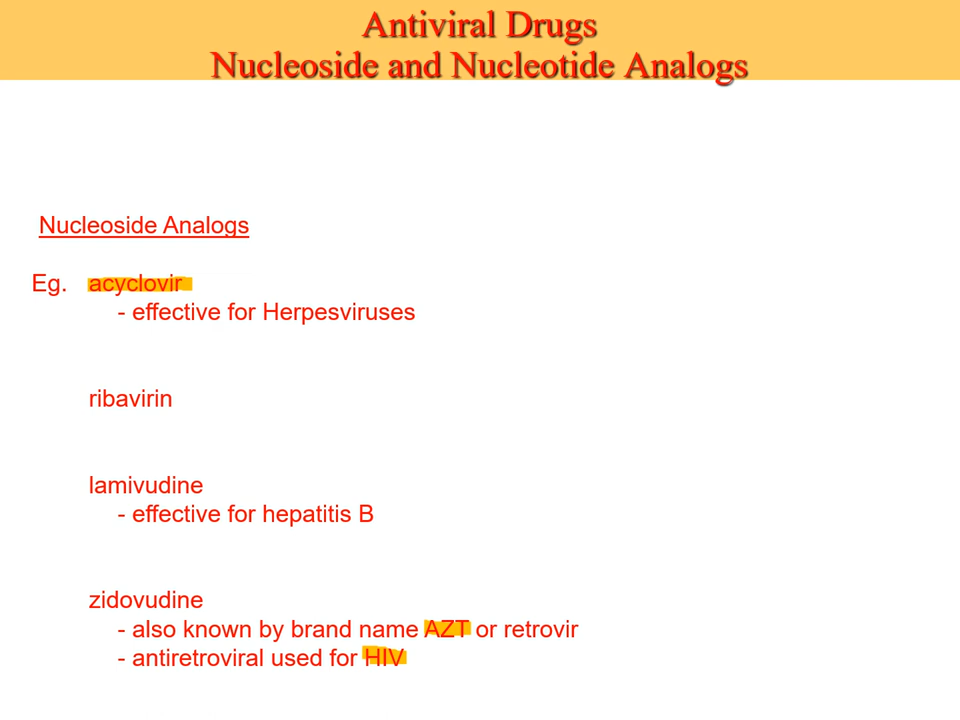 Antiviral Drugs
Nucleoside and Nucleotide Analogs
Nucleoside Analogs
Eg. acyclovir
- effective for Herpesviruses
ribavirin
lamivudine
- effective for hepatitis B
zidovudine
- also known by brand name AZT or retrovir
- antiretroviral used for HIV